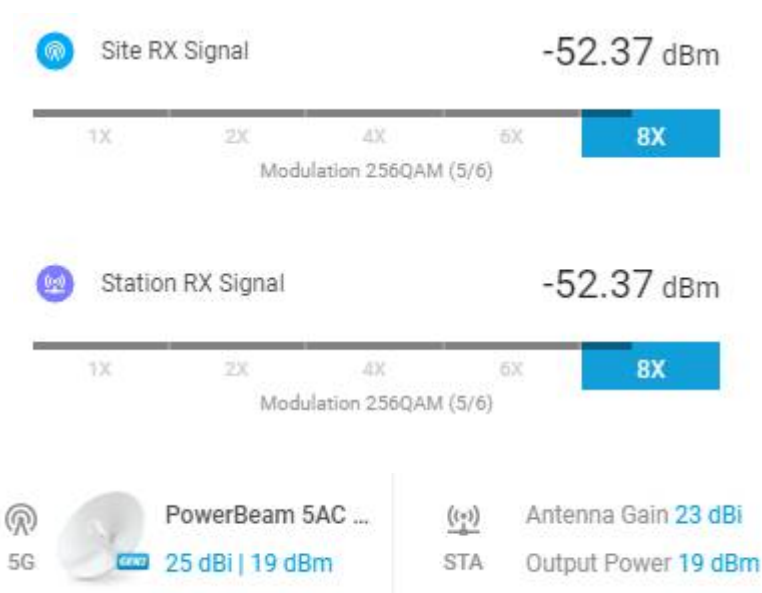 Site RX Signal -52.37 dBm
1X 2X 4X 6X 8X
Modulation 256QAM (5/6)
Station RX Signal -52.37 dBm
1X 2X 4X 6X 8X
Modulation 256QAM (5/6)
PowerBeam 5AC ... Antenna Gain 23 dBi
5G GEN2 25 dBi | 19 dBm STA Output Power 19 dBm